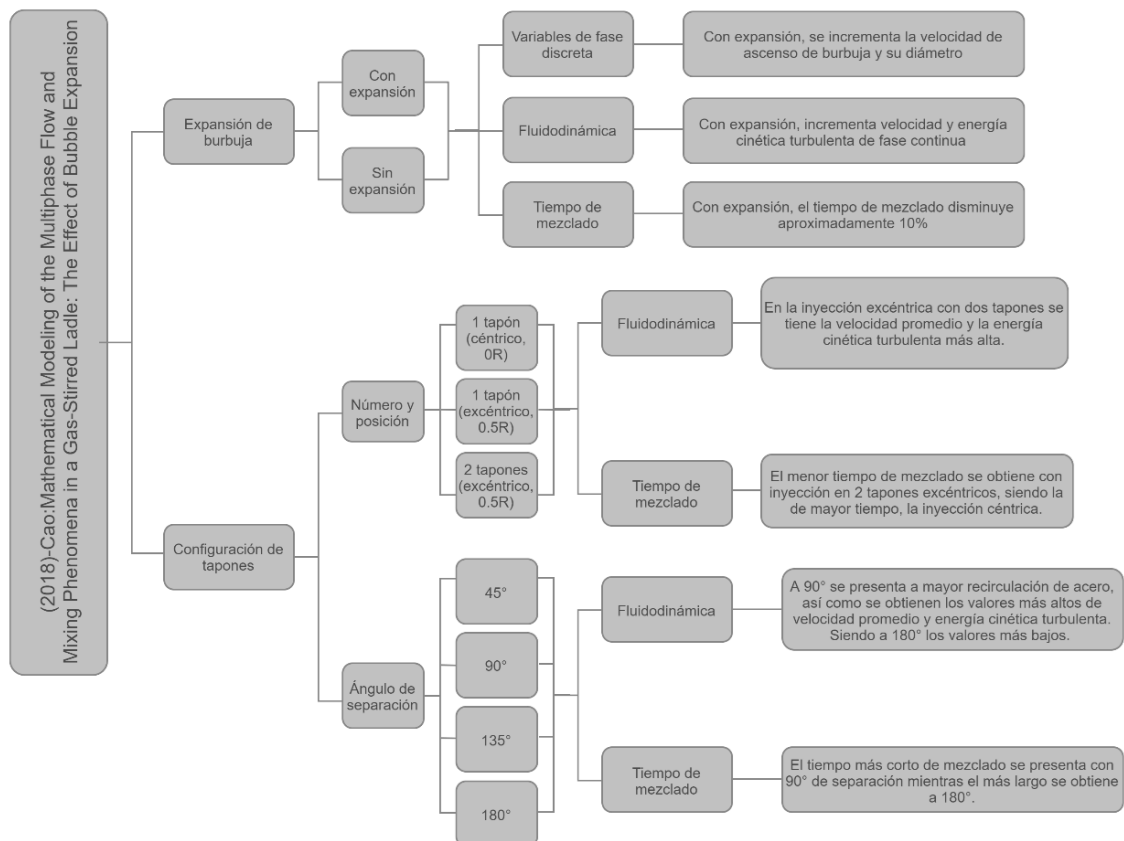 (2018)-Cao:Mathematical Modeling of the Multiphase Flow and
Mixing Phenomena in a Gas-Stirred Ladle: The Effect of Bubble Expansion
Expansión de
burbuja
Con
expansión
Sin
expansión
Variables de fase
discreta
Con expansión, se incrementa la velocidad de
ascenso de burbuja y su diámetro
Fluidodinámica
Con expansión, incrementa velocidad y energía
cinética turbulenta de fase continua
Tiempo de
mezclado
Con expansión, el tiempo de mezclado disminuye
aproximadamente 10%
Configuración de
tapones
Número y
posición
1 tapón
(céntrico,
0R)
1 tapón
(excéntrico,
0.5R)
2 tapones
(excéntrico,
0.5R)
Fluidodinámica
En la inyección excéntrica con dos tapones se
tiene la velocidad promedio y la energía
cinética turbulenta más alta.
Tiempo de
mezclado
El menor tiempo de mezclado se obtiene con
inyección en 2 tapones excéntricos, siendo la
de mayor tiempo, la inyección céntrica.
Ángulo de
separación
45°
90°
135°
180°
Fluidodinámica
A 90° se presenta a mayor recirculación de acero,
así como se obtienen los valores más altos de
velocidad promedio y energía cinética turbulenta.
Siendo a 180° los valores más bajos.
Tiempo de
mezclado
El tiempo más corto de mezclado se presenta con
90° de separación mientras el más largo se obtiene
a 180°.